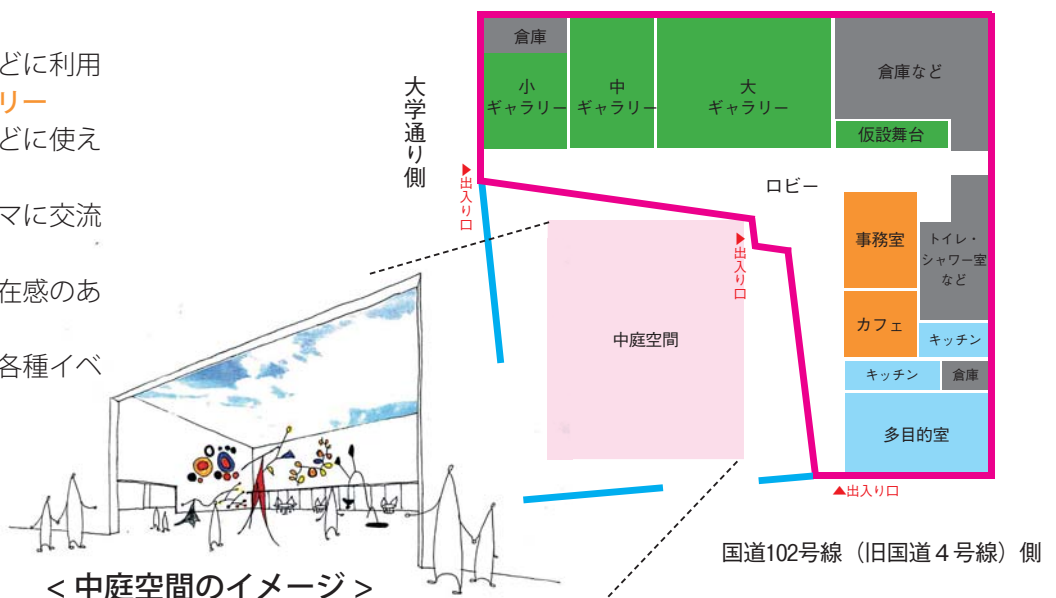 どに利用
リー
どに使え
マに交流
在感のあ
各種イベ
大学通り側
倉庫
小
ギャラリー
中
ギャラリー
大
ギャラリー
倉庫など
仮設舞台
▶出入り口
ロビー
▶出入り口
事務室
トイレ・
シャワー室
など
カフェ
キッチン
中庭空間
キッチン
倉庫
多目的室
▲出入り口
国道102号線（旧国道４号線）側
< 中庭空間のイメージ >